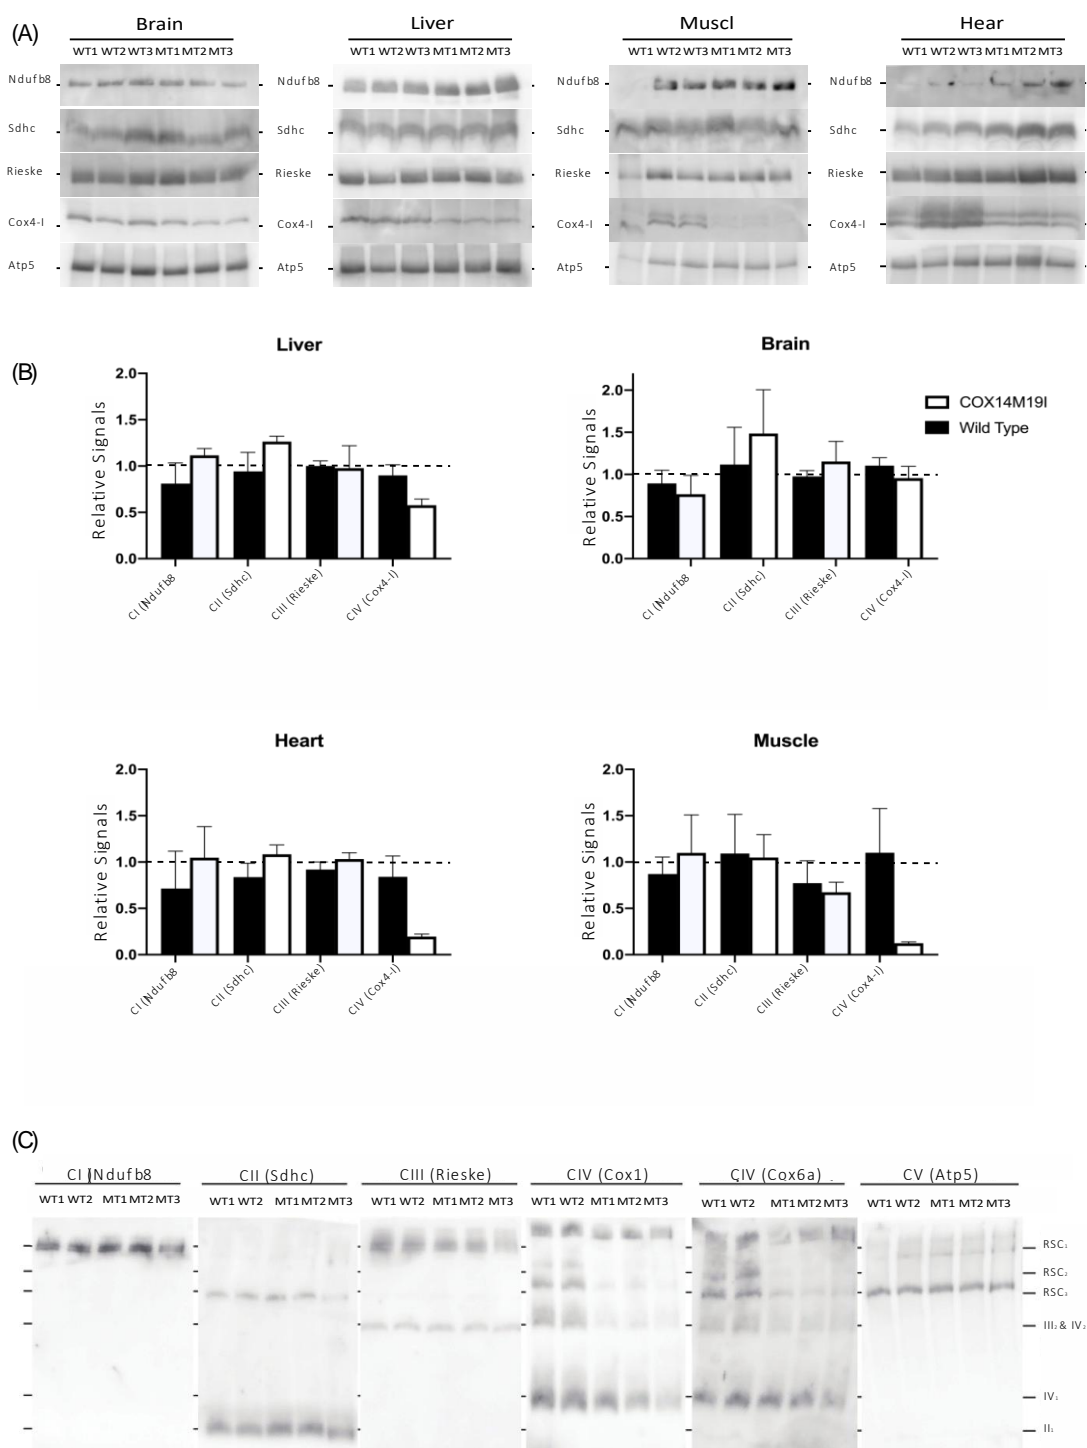 (A)
Brain Liver Muscl Hear
WT1 WT2 WT3 MT1 MT2 MT3 WT1 WT2 WT3 MT1 MT2 MT3 WT1 WT2 WT3 MT1 MT2 MT3 WT1 WT2 WT3 MT1 MT2 MT3
Ndufb8 Ndufb8 Ndufb8 Ndufb8
Sdhc Sdhc Sdhc Sdhc
Rieske Rieske Rieske Rieske
Cox4-I Cox4-I Cox4-I Cox4-I
Atp5 Atp5 Atp5 Atp5
(B)
Liver
Relative Signals
2.0
1.5
1.0
0.5
0.0
CI (Ndufb8
CII (Sdhc)
CIII (Rieske)
CIV (Cox4-I)
Brain
Relative Signals
2.0
1.5
1.0
0.5
0.0
CI (Ndufb8
CII (Sdhc)
CIII (Rieske)
CIV (Cox4-I)
COX14M19I
Wild Type
Heart
Relative Signals
2.0
1.5
1.0
0.5
0.0
CI (Ndufb8
CII (Sdhc)
CIII (Rieske)
CIV (Cox4-I)
Muscle
Relative Signals
2.0
1.5
1.0
0.5
0.0
CI (Ndufb8
CII (Sdhc)
CIII (Rieske)
CIV (Cox4-I)
(C)
CI (Ndufb8 CII (Sdhc) CIII (Rieske) CIV (Cox1) CIV (Cox6a) CV (Atp5)
WT1 WT2 MT1 MT2 MT3 WT1 WT2 MT1 MT2 MT3 WT1 WT2 MT1 MT2 MT3 WT1 WT2 MT1 MT2 MT3 WT1 WT2 MT1 MT2 MT3 WT1 WT2 MT1 MT2 MT3
RSC₁
RSC₂
RSC₃
III₂ & IV₂
IV₁
II₁